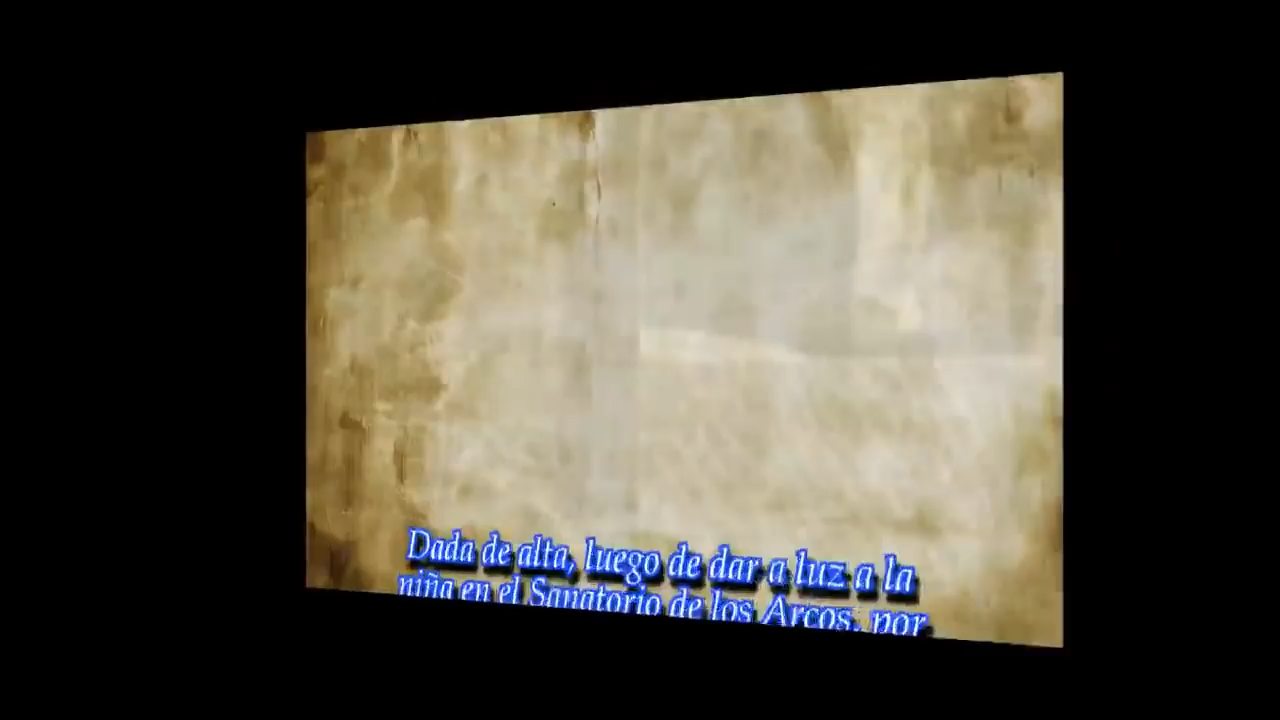 Dada de alta, luego de dar a luz a la
niña en el Sanatorio de los Arcos, por